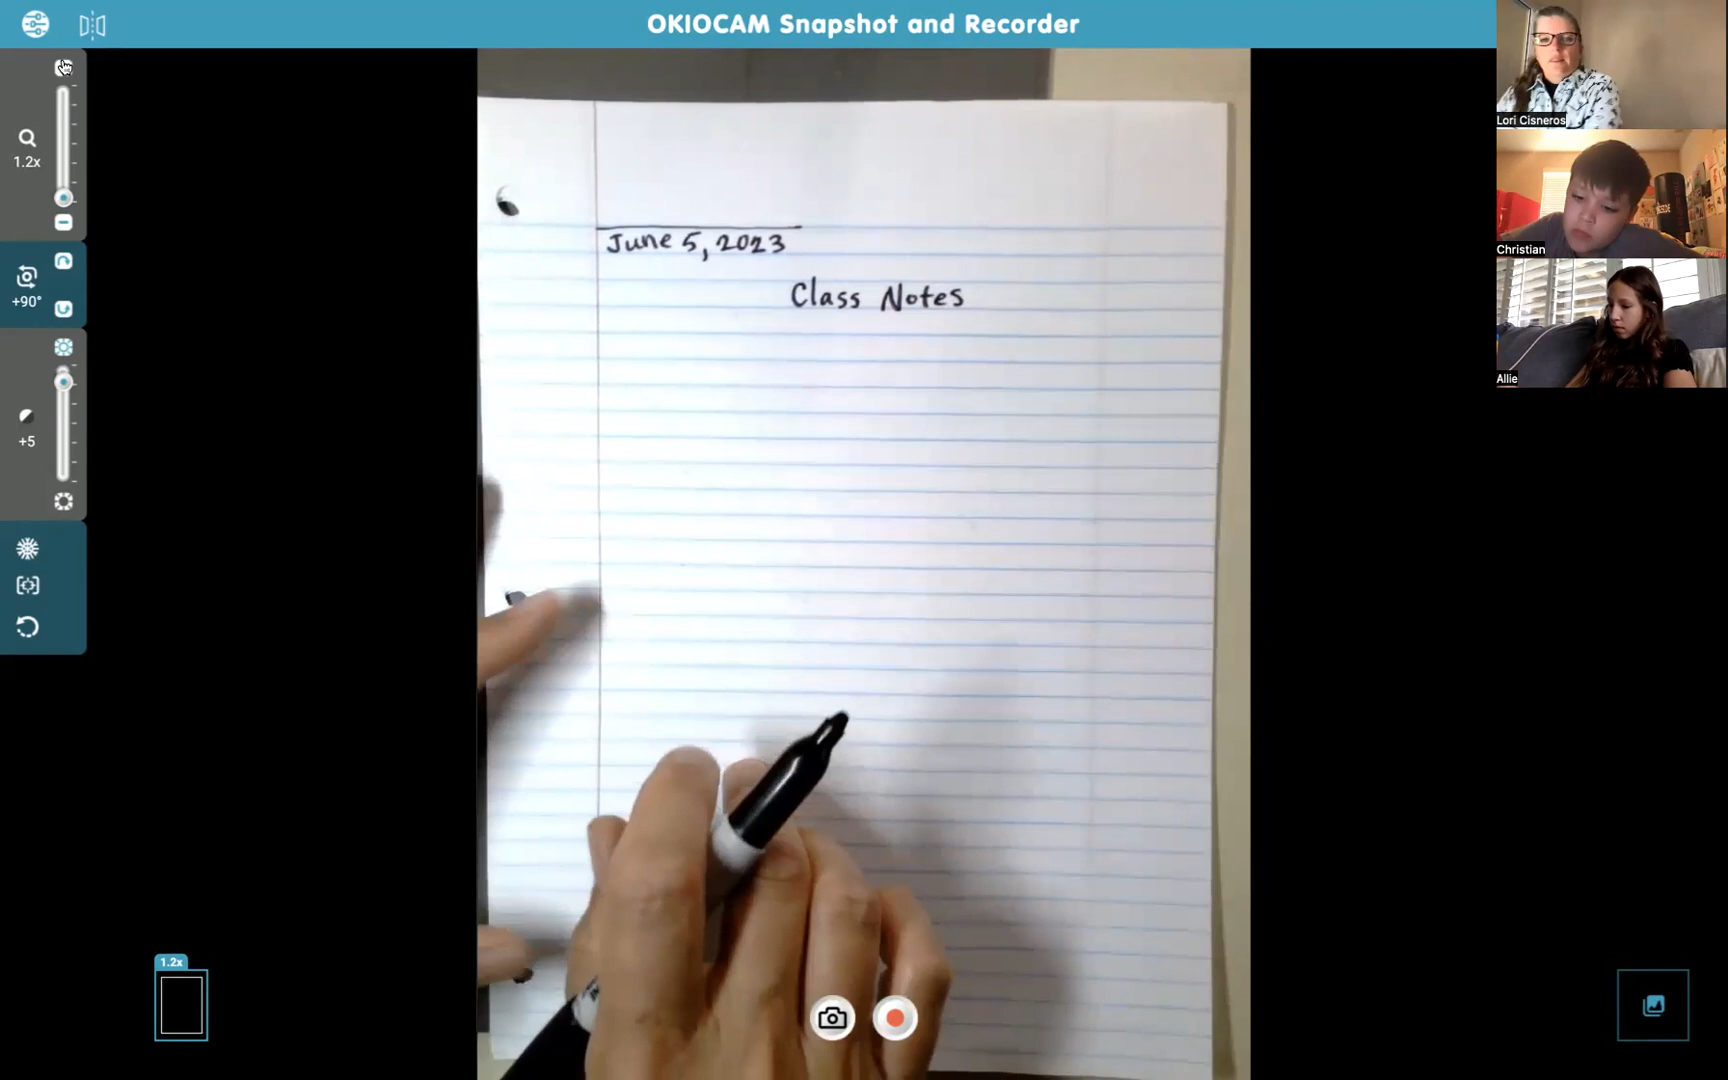 OKIOCAM Snapshot and Recorder
Lori Cisneros
1.2x
Christian
June 5, 2023
+90°
Class Notes
Allie
+5
1.2x